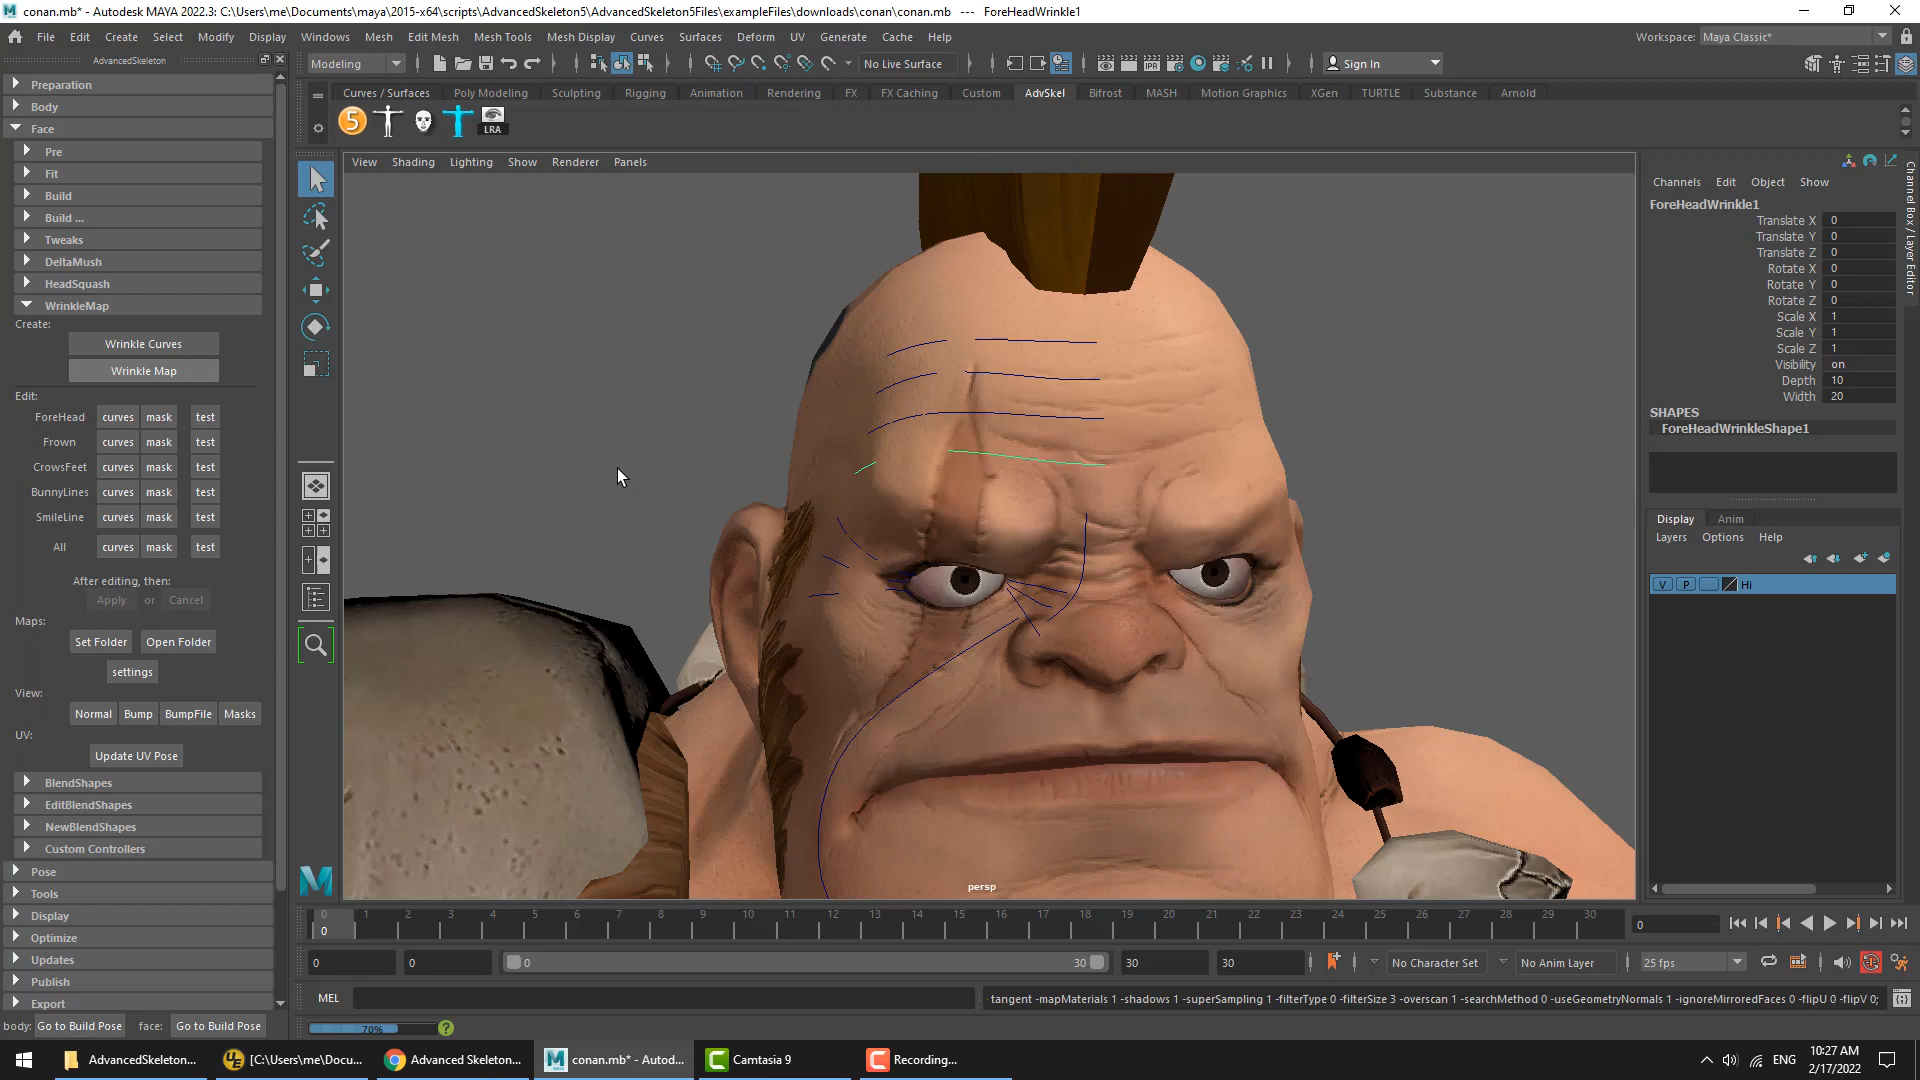 conan.mb* - Autodesk MAYA 2022.3: C:\Users\me\Documents\maya\2015-x64\scripts\AdvancedSkeleton5\AdvancedSkeleton5Files\exampleFiles\downloads\conan\conan.mb --- ForeHeadWrinkle1
File Edit Create Select Modify Display Windows Mesh Edit Mesh Mesh Tools Mesh Display Curves Surfaces Deform UV Generate Cache Help Workspace: Maya Classic*
AdvancedSkeleton
Modeling No Live Surface Sign In
Curves / Surfaces Poly Modeling Sculpting Rigging Animation Rendering FX FX Caching Custom AdvSkel Bifrost MASH Motion Graphics XGen TURTLE Substance Arnold
5 LRA
View Shading Lighting Show Renderer Panels
Preparation
Body
Face
Pre
Fit
Build
Build ...
Tweaks
DeltaMush
HeadSquash
WrinkleMap
Create:
Wrinkle Curves
Wrinkle Map
Edit:
ForeHead curves mask test
Frown curves mask test
CrowsFeet curves mask test
BunnyLines curves mask test
SmileLine curves mask test
All curves mask test
After editing, then:
Apply or Cancel
Maps:
Set Folder Open Folder
settings
View:
Normal Bump BumpFile Masks
UV:
Update UV Pose
BlendShapes
EditBlendShapes
NewBlendShapes
Custom Controllers
Pose
Tools
Display
Optimize
Updates
Publish
Export
body: Go to Build Pose face: Go to Build Pose
persp
Channels Edit Object Show
ForeHeadWrinkle1
Translate X 0
Translate Y 0
Translate Z 0
Rotate X 0
Rotate Y 0
Rotate Z 0
Scale X 1
Scale Y 1
Scale Z 1
Visibility on
Depth 10
Width 20
SHAPES
ForeHeadWrinkleShape1
Channel Box / Layer Editor
Display Anim
Layers Options Help
V P Hi
0 1 2 3 4 5 6 7 8 9 10 11 12 13 14 15 16 17 18 19 20 21 22 23 24 25 26 27 28 29 30
0 0
0 0 0 30 30 30 No Character Set No Anim Layer 25 fps
MEL tangent -mapMaterials 1 -shadows 1 -superSampling 1 -filterType 0 -filterSize 3 -overscan 1 -searchMethod 0 -useGeometryNormals 1 -ignoreMirroredFaces 0 -flipU 0 -flipV 0;
70% ?
AdvancedSkeleton... [C:\Users\me\Docu... Advanced Skeleton... conan.mb* - Autod... Camtasia 9 Recording... ENG 10:27 AM
2/17/2022